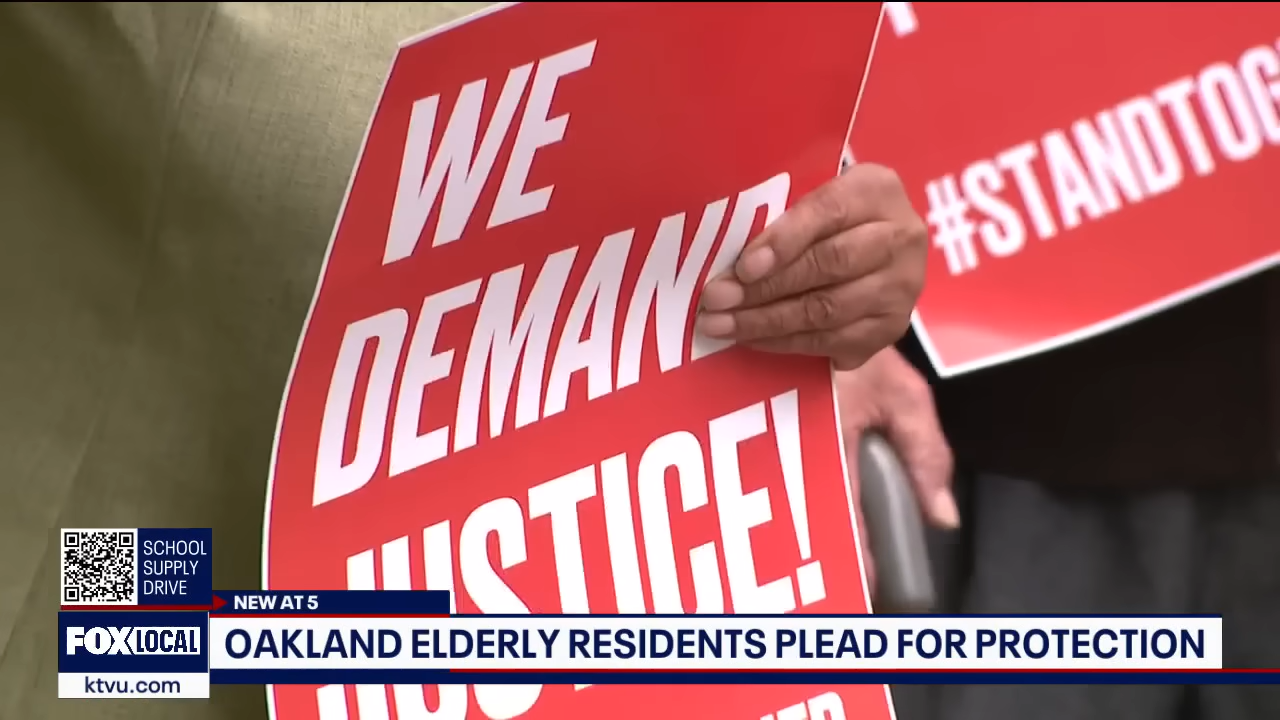 WE
DEMAND
JUSTICE!
#STANDTOG
SCHOOL
SUPPLY
DRIVE
NEW AT 5
FOX LOCAL
OAKLAND ELDERLY RESIDENTS PLEAD FOR PROTECTION
ktvu.com